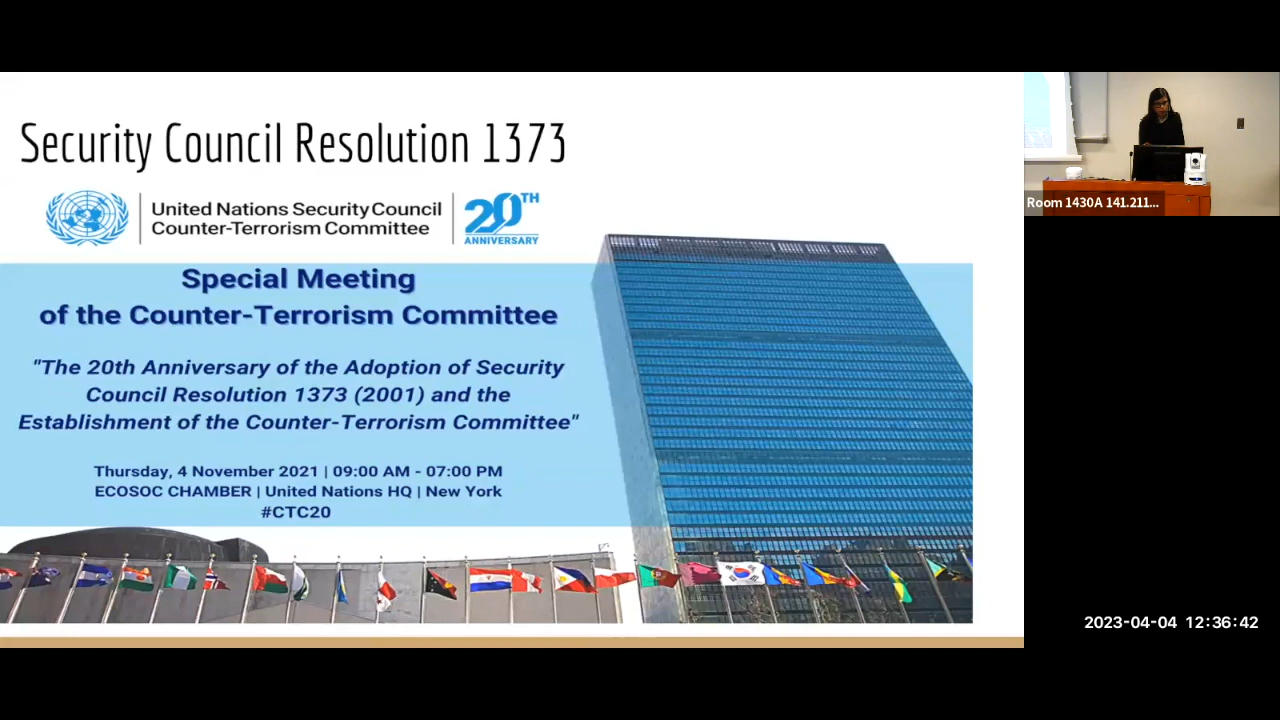 Security Council Resolution 1373
United Nations Security Council
Counter-Terrorism Committee
20TH
ANNIVERSARY
Special Meeting
of the Counter-Terrorism Committee
"The 20th Anniversary of the Adoption of Security
Council Resolution 1373 (2001) and the
Establishment of the Counter-Terrorism Committee"
Thursday, 4 November 2021 | 09:00 AM - 07:00 PM
ECOSOC CHAMBER | United Nations HQ | New York
#CTC20
Room 1430A 141.211...
2023-04-04 12:36:42